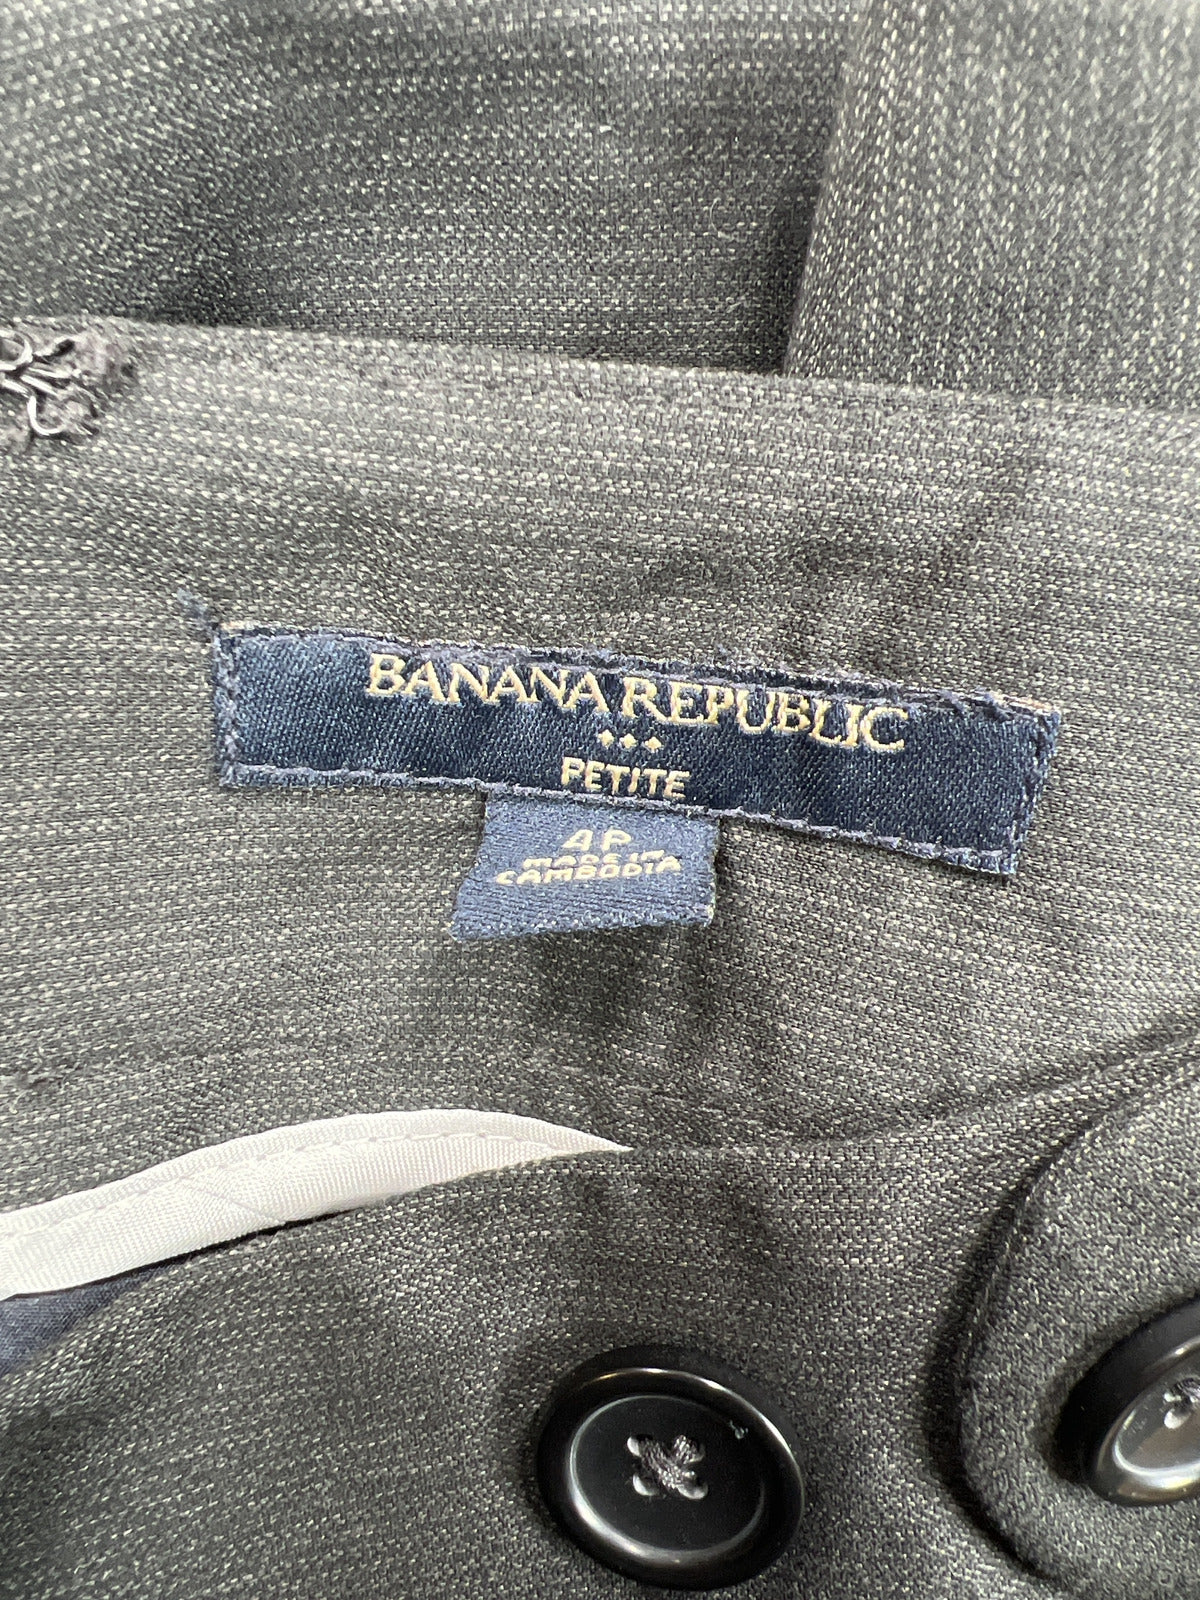 BANANA REPUBLIC
PETITE
4P
MADE IN
CAMBODIA